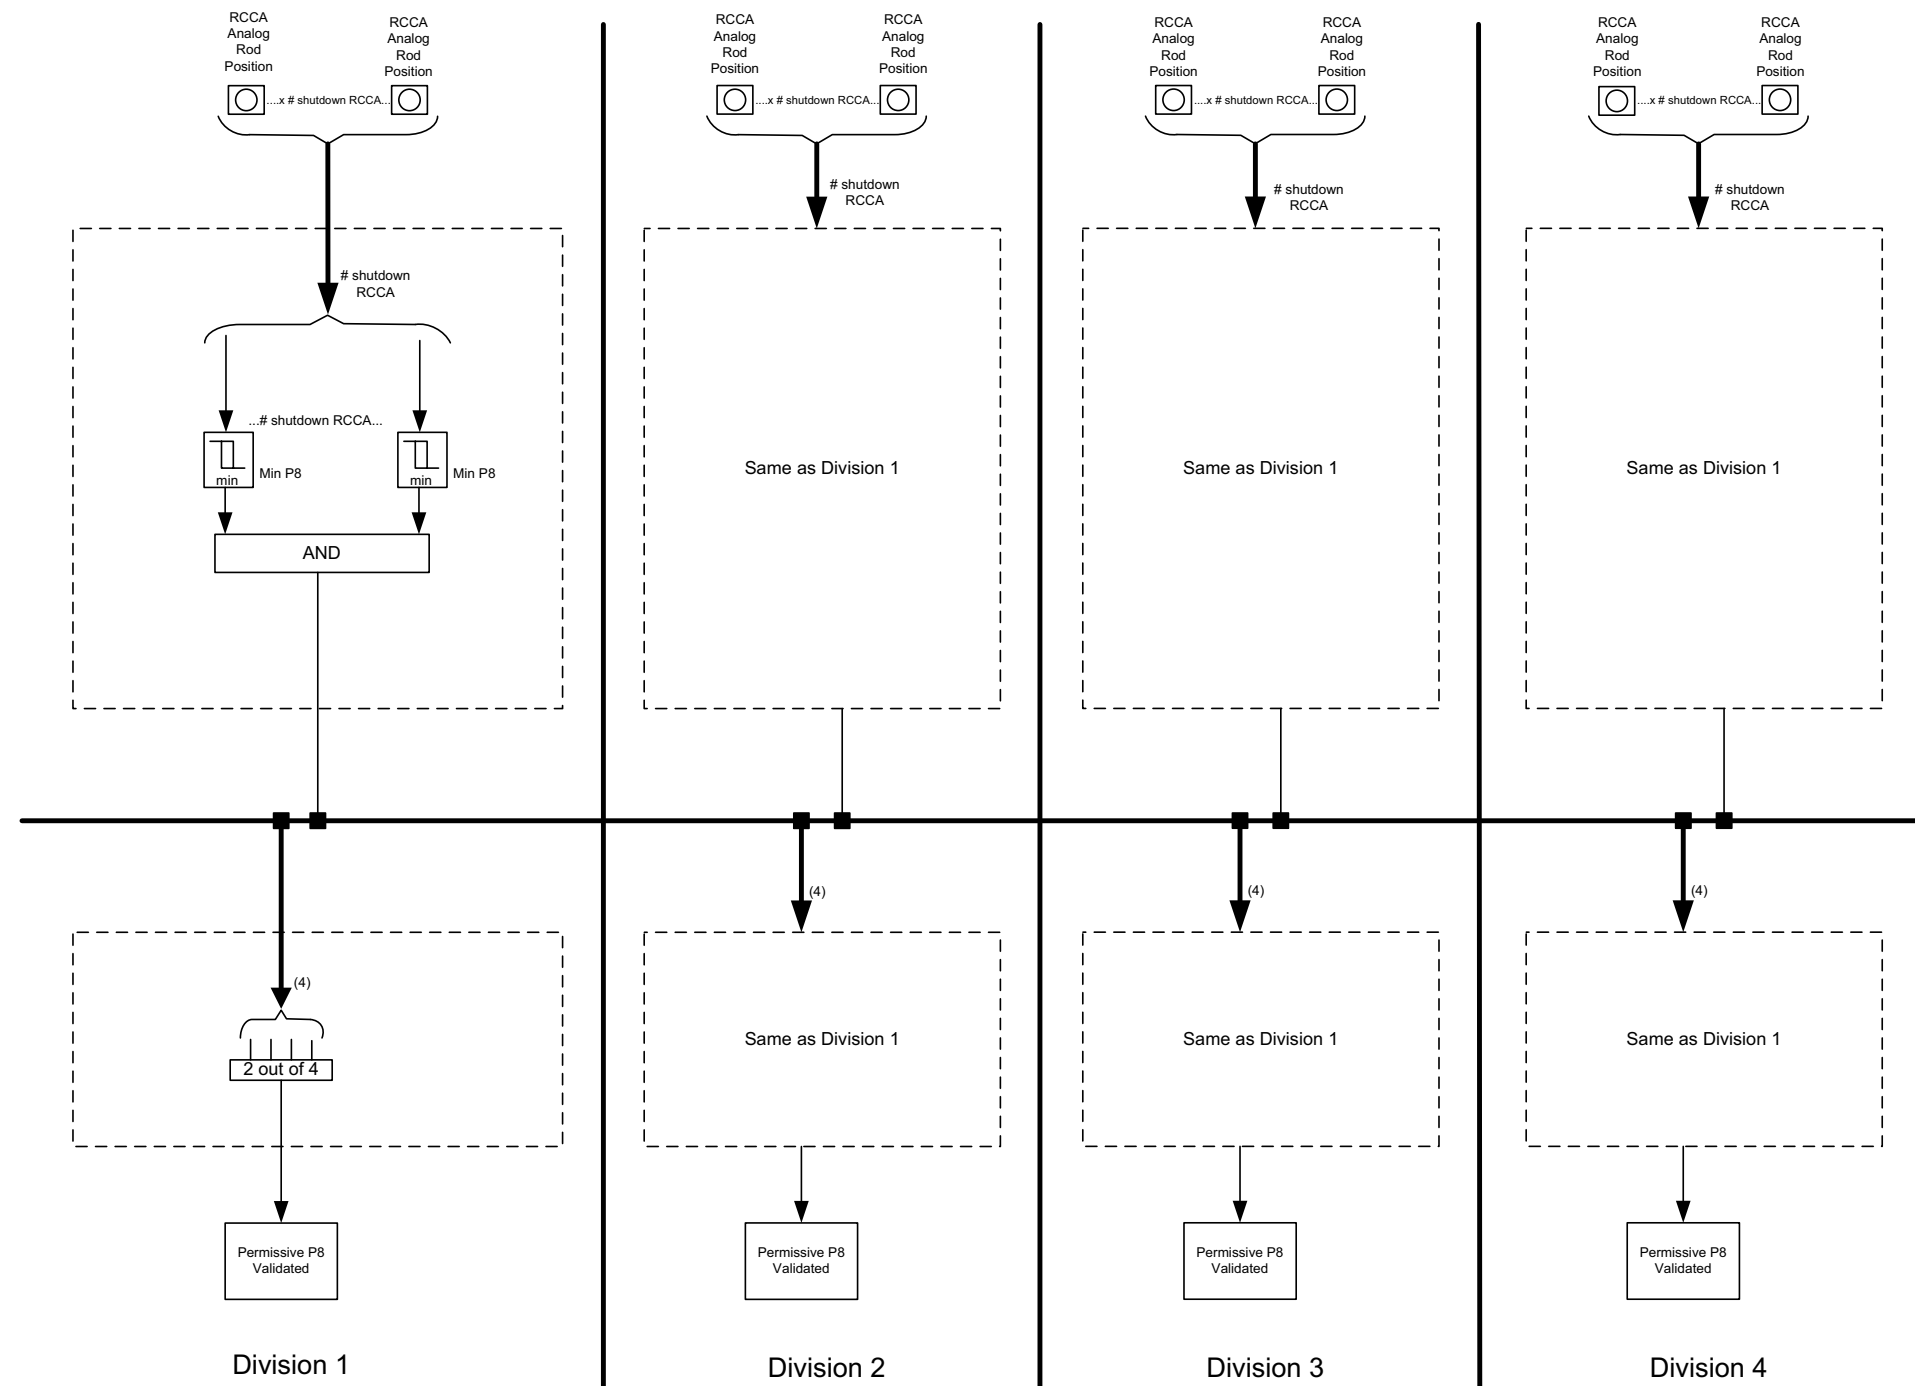 RCCA
Analog
Rod
Position
RCCA
Analog
Rod
Position
....x # shutdown RCCA...
# shutdown
RCCA
...# shutdown RCCA...
min
Min P8
min
Min P8
AND
(4)
2 out of 4
Permissive P8
Validated
Division 1
RCCA
Analog
Rod
Position
RCCA
Analog
Rod
Position
....x # shutdown RCCA...
# shutdown
RCCA
Same as Division 1
(4)
Same as Division 1
Permissive P8
Validated
Division 2
RCCA
Analog
Rod
Position
RCCA
Analog
Rod
Position
....x # shutdown RCCA...
# shutdown
RCCA
Same as Division 1
(4)
Same as Division 1
Permissive P8
Validated
Division 3
RCCA
Analog
Rod
Position
RCCA
Analog
Rod
Position
....x # shutdown RCCA...
# shutdown
RCCA
Same as Division 1
(4)
Same as Division 1
Permissive P8
Validated
Division 4